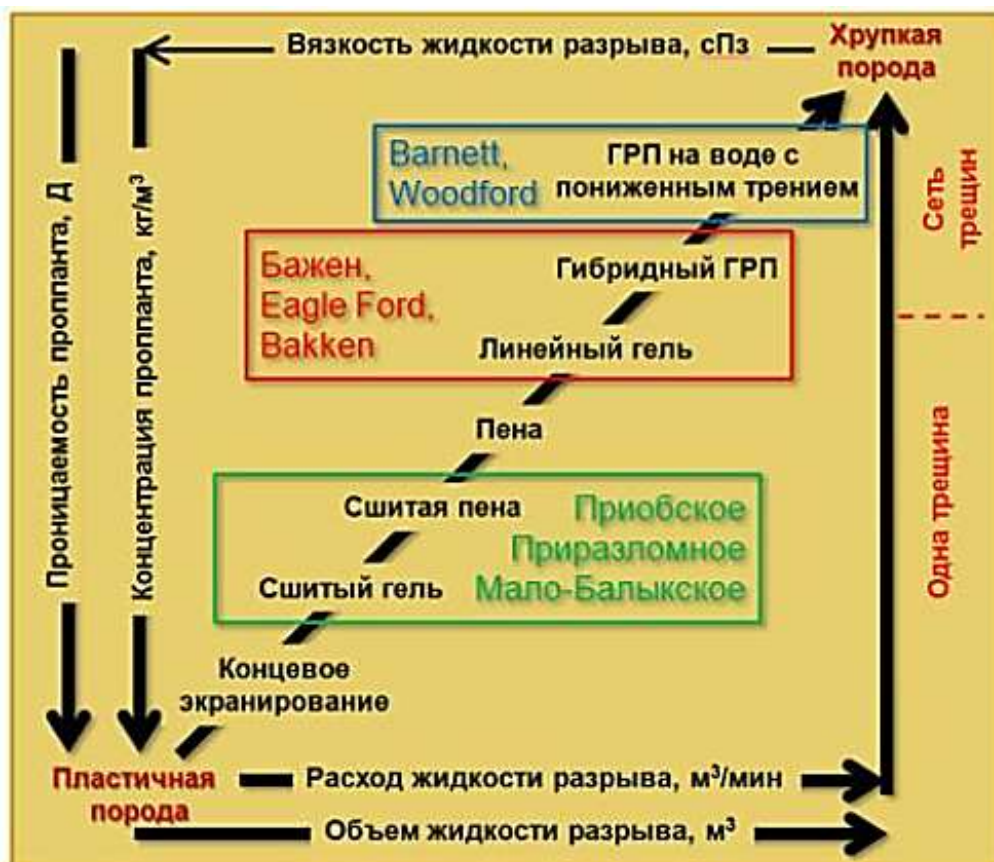 Вязкость жидкости разрыва, сПз
Хрупкая
порода
Проницаемость проппанта, Д
Концентрация проппанта, кг/м³
Barnett,
Woodford
ГРП на воде с
пониженным трением
Сеть
трещин
Бажен,
Eagle Ford,
Bakken
Гибридный ГРП
Линейный гель
Пена
Одна трещина
Сшитая пена
Сшитый гель
Приобское
Приразломное
Мало-Балыкское
Концевое
экранирование
Пластичная
порода
Расход жидкости разрыва, м³/мин
Объем жидкости разрыва, м³